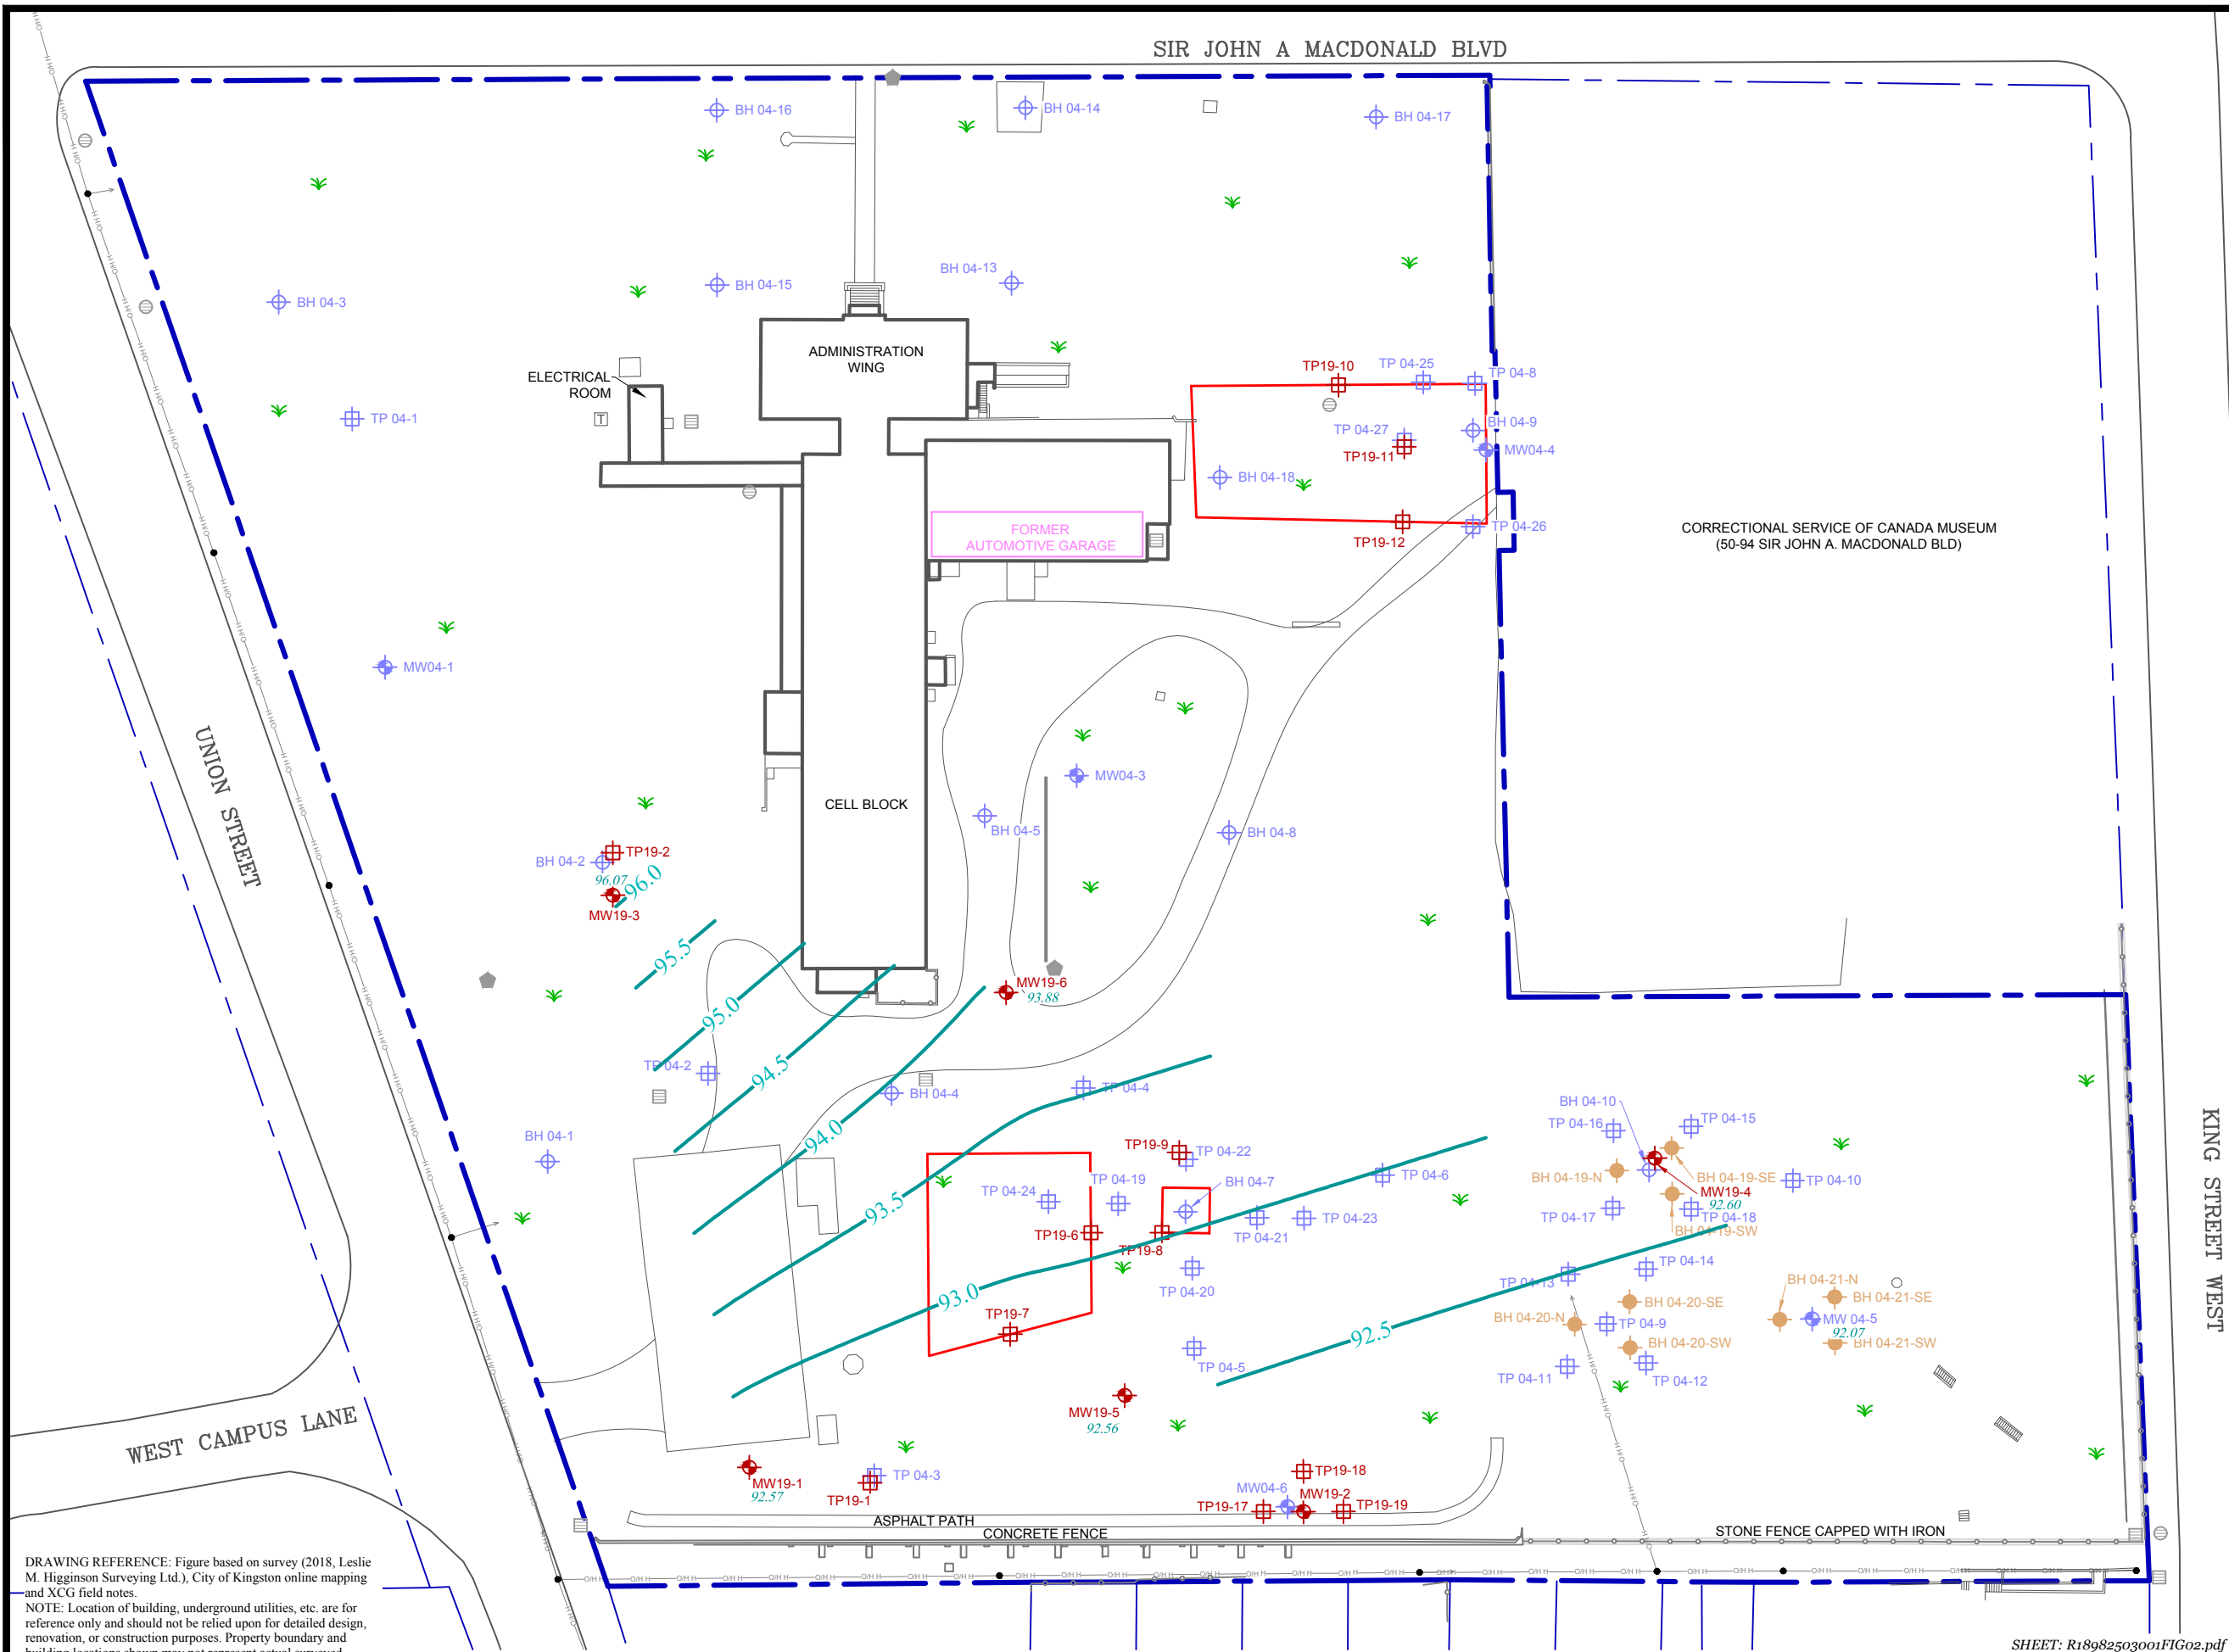 SIR JOHN A MACDONALD BLVD
BH 04-16
BH 04-14
BH 04-17
BH 04-3
BH 04-15
BH 04-13
ADMINISTRATION
WING
ELECTRICAL
ROOM
T
TP 04-1
TP19-10
TP 04-25
TP 04-8
BH 04-9
TP 04-27
TP19-11
MW04-4
BH 04-18
TP 04-26
TP19-12
FORMER
AUTOMOTIVE GARAGE
CORRECTIONAL SERVICE OF CANADA MUSEUM
(50-94 SIR JOHN A. MACDONALD BLD)
MW04-1
UNION STREET
MW04-3
CELL BLOCK
BH 04-5
BH 04-8
TP19-2
BH 04-2
96.07
96.0
MW19-3
95.5
MW19-6
93.88
95.0
94.5
TP 04-2
BH 04-4
TP 04-4
94.0
BH 04-1
BH 04-10
TP 04-16
TP 04-15
TP19-9
TP 04-22
TP 04-19
TP 04-24
BH 04-7
TP 04-6
BH 04-19-N
BH 04-19-SE
MW19-4
92.60
TP 04-10
93.5
TP 04-17
TP 04-18
BH 04-19-SW
TP 04-23
TP 04-21
TP19-6
TP19-8
KING STREET WEST
TP 04-20
TP 04-13
TP 04-14
93.0
TP19-7
BH 04-20-SE
BH 04-21-N
BH 04-21-SE
BH 04-20-N
TP 04-9
MW 04-5
92.07
BH 04-20-SW
BH 04-21-SW
92.5
TP 04-5
TP 04-11
TP 04-12
MW19-5
92.56
WEST CAMPUS LANE
MW19-1
92.57
TP 04-3
TP19-1
TP19-18
MW04-6
MW19-2
TP19-17
TP19-19
ASPHALT PATH
CONCRETE FENCE
STONE FENCE CAPPED WITH IRON
DRAWING REFERENCE: Figure based on survey (2018, Leslie
M. Higginson Surveying Ltd.), City of Kingston online mapping
and XCG field notes.
NOTE: Location of building, underground utilities, etc. are for
reference only and should not be relied upon for detailed design,
renovation, or construction purposes. Property boundary and
building locations shown may not represent actual surveyed
SHEET: R18982503001FIG02.pdf